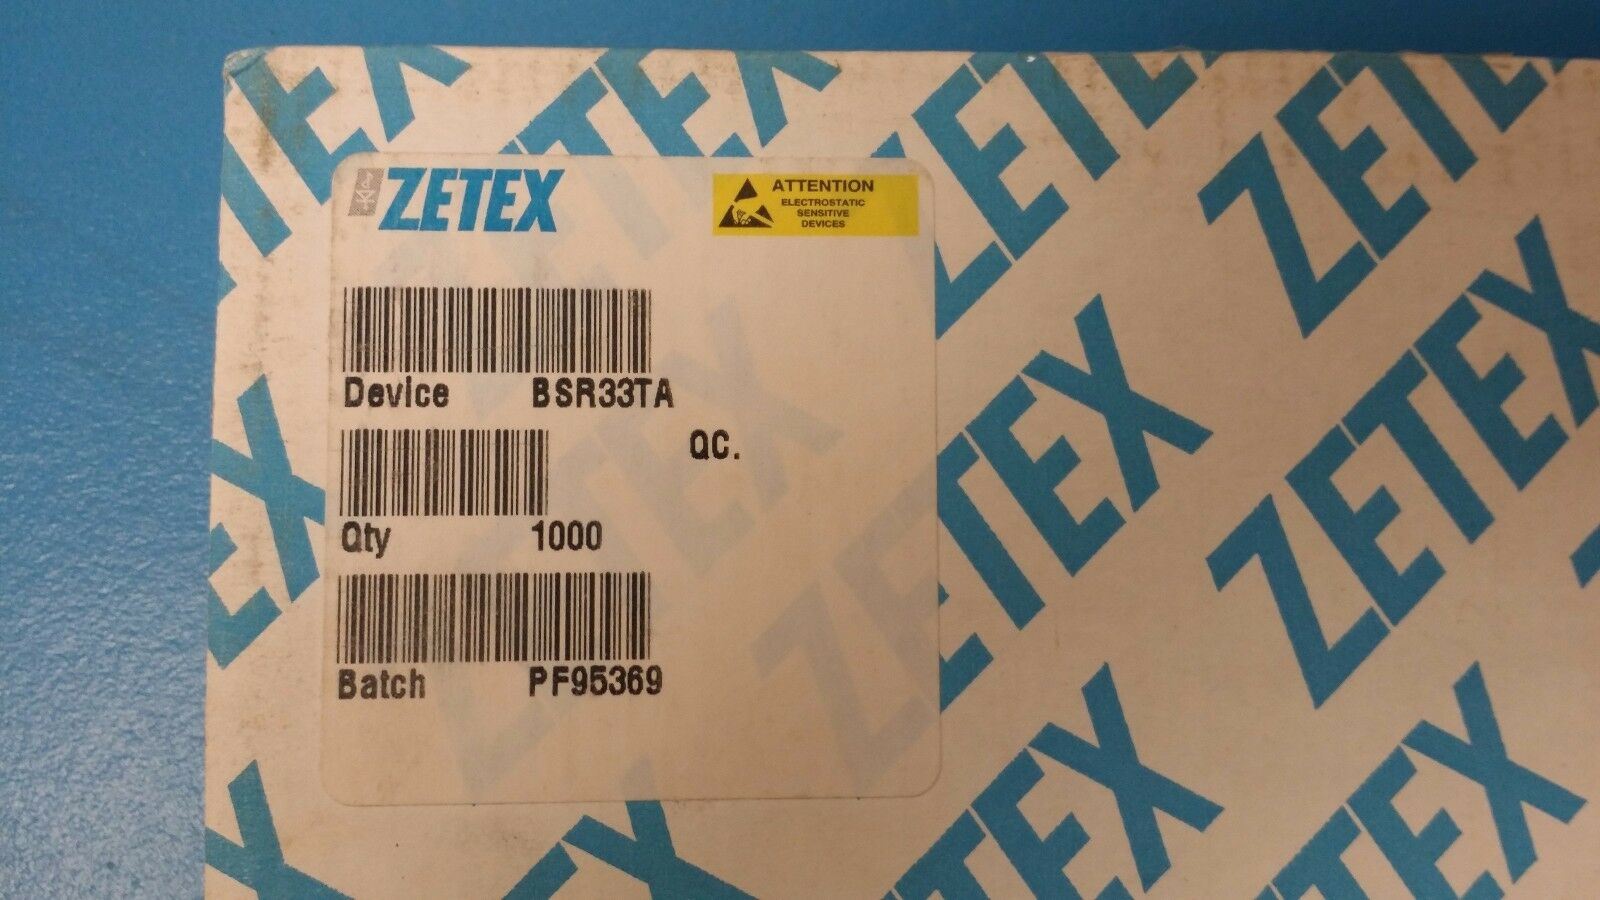 ZETEX
ATTENTION
ELECTROSTATIC
SENSITIVE
DEVICES
Device BSR33TA
QC.
Qty 1000
Batch PF95369
ZETEX
ZETEX
ZETEX
ZETEX